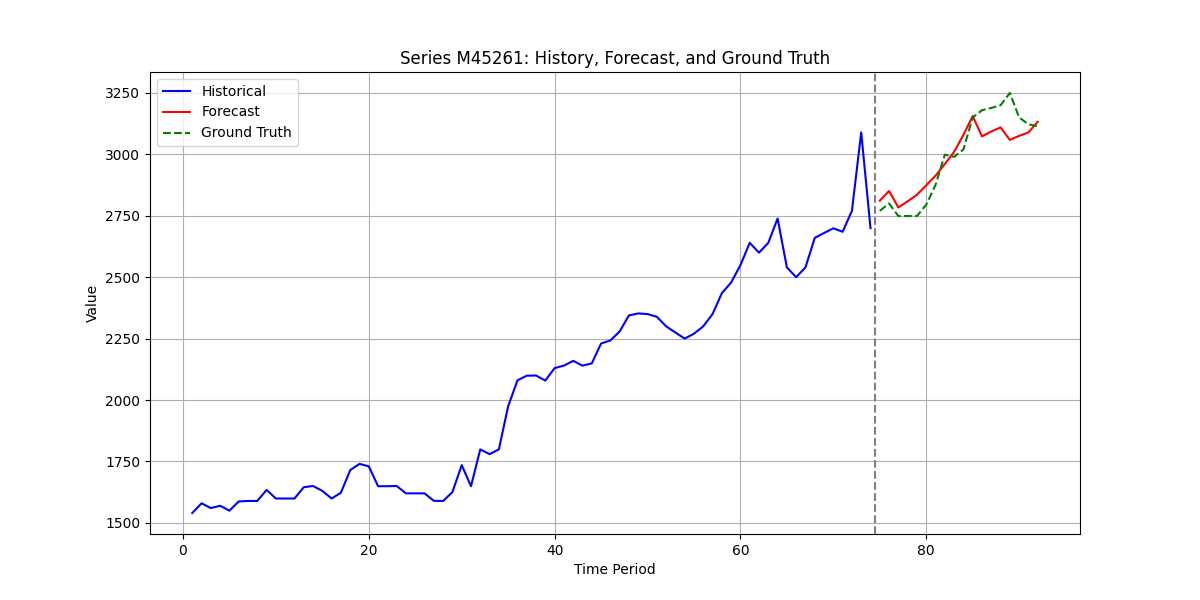 Series M45261: History, Forecast, and Ground Truth
Historical
Forecast
Ground Truth
3250
3000
2750
2500
2250
2000
1750
1500
Value
0 20 40 60 80
Time Period